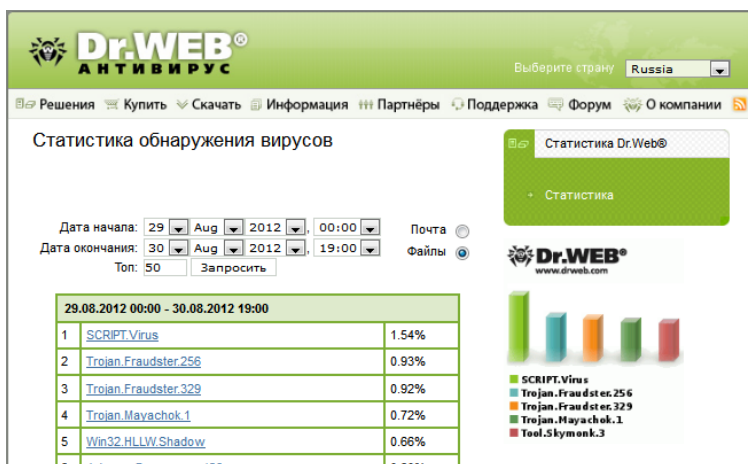 Dr.WEB®
АНТИВИРУС
Выберите страну Russia
Решения Купить Скачать Информация Партнёры Поддержка Форум О компании
Статистика обнаружения вирусов
Дата начала: 29 Aug 2012 , 00:00 Почта
Дата окончания: 30 Aug 2012 , 19:00 Файлы
Топ: 50 Запросить
29.08.2012 00:00 - 30.08.2012 19:00
1 SCRIPT.Virus 1.54%
2 Trojan.Fraudster.256 0.93%
3 Trojan.Fraudster.329 0.92%
4 Trojan.Mayachok.1 0.72%
5 Win32.HLLW.Shadow 0.66%
Статистика Dr.Web®
Статистика
Dr.WEB®
www.drweb.com
SCRIPT.Virus
Trojan.Fraudster.256
Trojan.Fraudster.329
Trojan.Mayachok.1
Tool.Skymonk.3